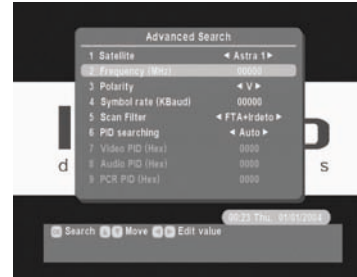 Advanced Search
1 Satellite ◄ Astra 1 ►
2 Frequency (MHz) 00000
3 Polarity ◄ V ►
4 Symbol rate (KBaud) 00000
5 Scan Filter ◄ FTA+Irdeto ►
6 PID searching ◄ Auto ►
7 Video PID (Hex) 0000
8 Audio PID (Hex) 0000
9 PCR PID (Hex) 0000
d s
00:23 Thu, 01/01/2004
Search Move Edit value